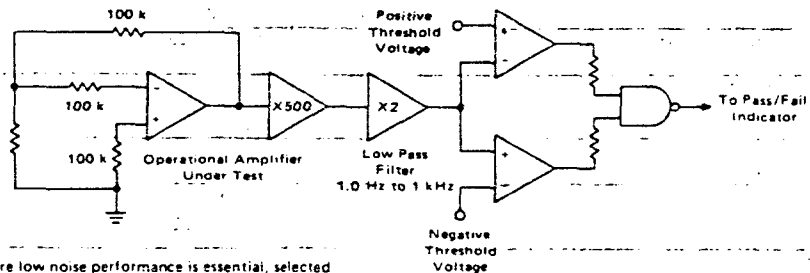 100 k
100 k
100 k
-
+
Operational Amplifier
Under Test
X500
X2
Low Pass
Filter
1.0 Hz to 1 kHz
Positive
Threshold
Voltage
+
-
+
-
Negative
Threshold
Voltage
To Pass/Fail
Indicator
re low noise performance is essential, selected